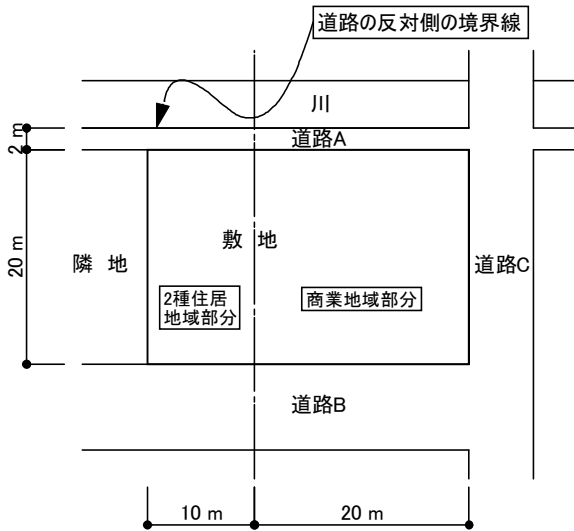 道路の反対側の境界線
川
2 m
道路A
20 m
隣 地
敷 地
道路C
2種住居
地域部分
商業地域部分
道路B
10 m
20 m